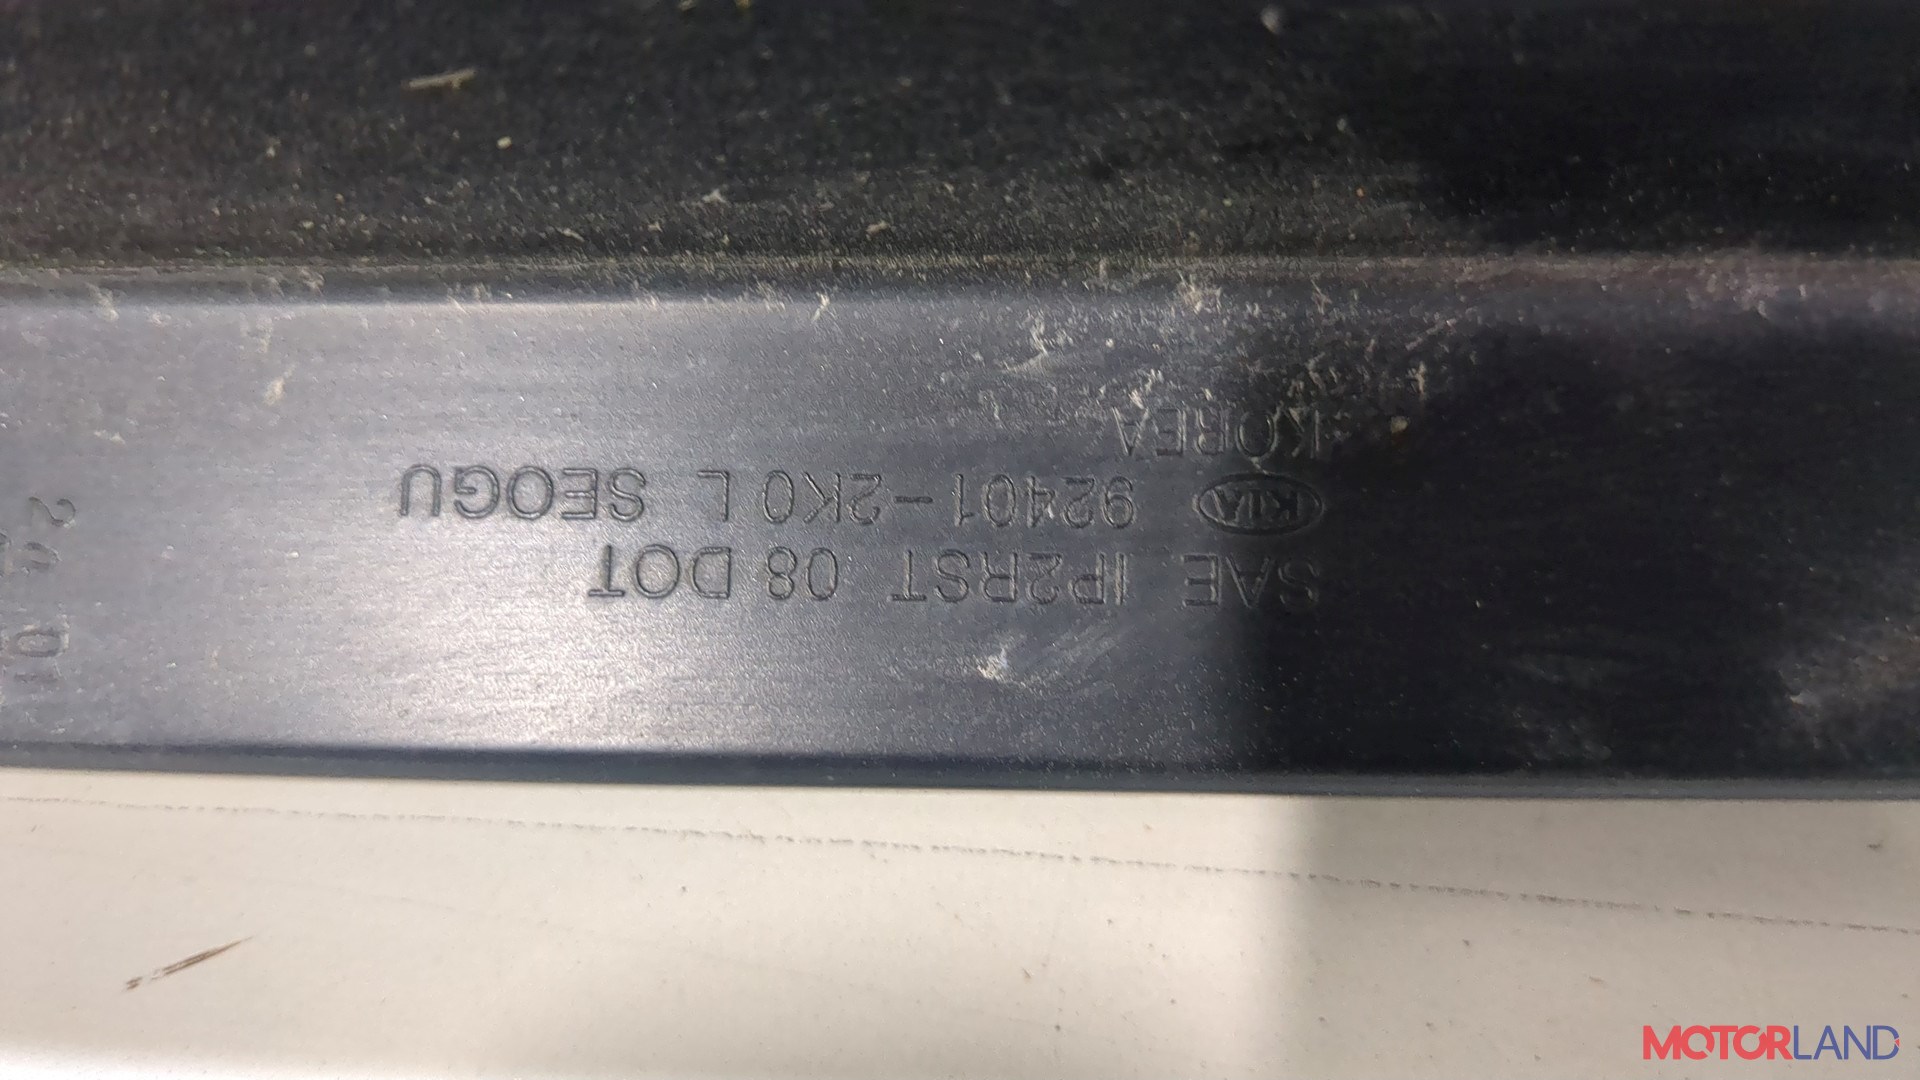 SAE IP2RST 08 DOT
KIA 92401-2K0 L SEOGU
KOREA
MOTORLAND